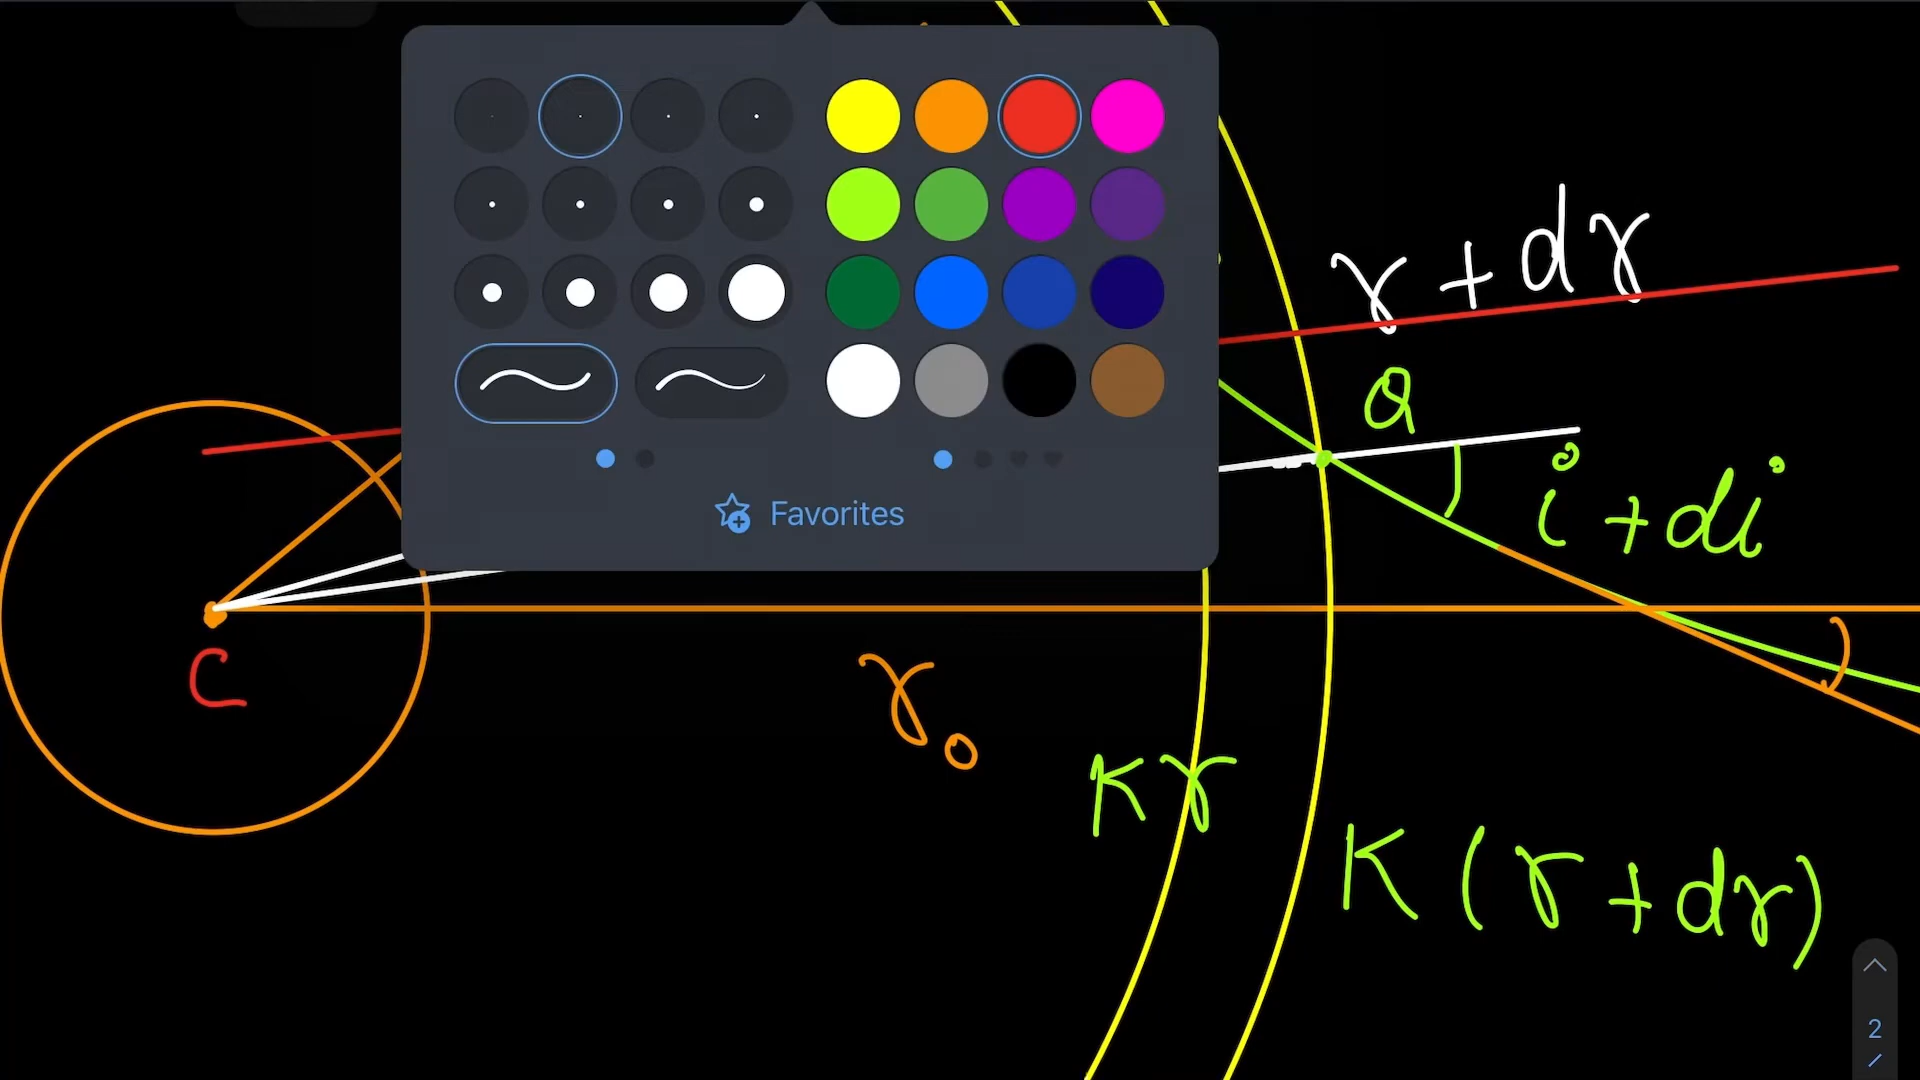 r + dr
Q
i + di
Favorites
C
r₀
Kr
K ( r + dr )
2